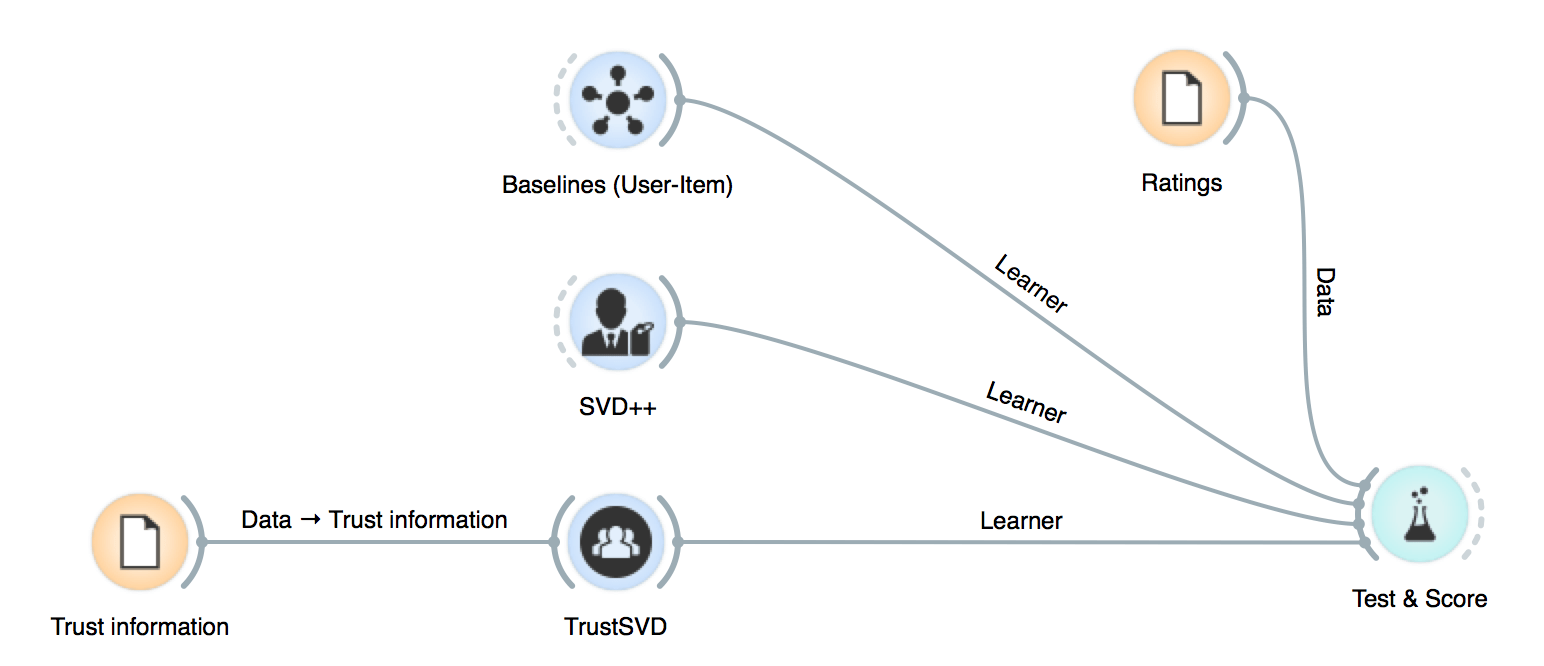 Baselines (User-Item)
Ratings
Learner
Data
SVD++
Learner
Data → Trust information
Learner
Trust information
TrustSVD
Test & Score